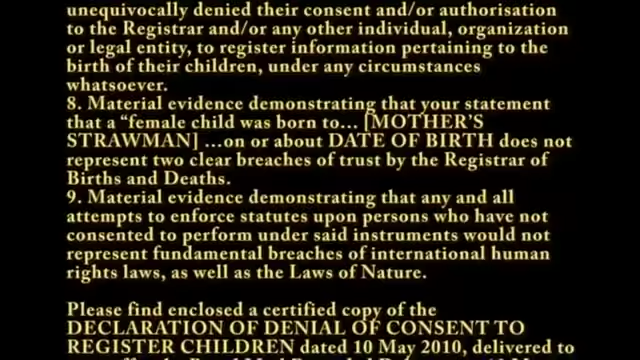 unequivocally denied their consent and/or authorisation
to the Registrar and/or any other individual, organization
or legal entity, to register information pertaining to the
birth of their children, under any circumstances
whatsoever.
8. Material evidence demonstrating that your statement
that a “female child was born to… [MOTHER’S
STRAWMAN] …on or about DATE OF BIRTH does not
represent two clear breaches of trust by the Registrar of
Births and Deaths.
9. Material evidence demonstrating that any and all
attempts to enforce statutes upon persons who have not
consented to perform under said instruments would not
represent fundamental breaches of international human
rights laws, as well as the Laws of Nature.
Please find enclosed a certified copy of the
DECLARATION OF DENIAL OF CONSENT TO
REGISTER CHILDREN dated 10 May 2010, delivered to